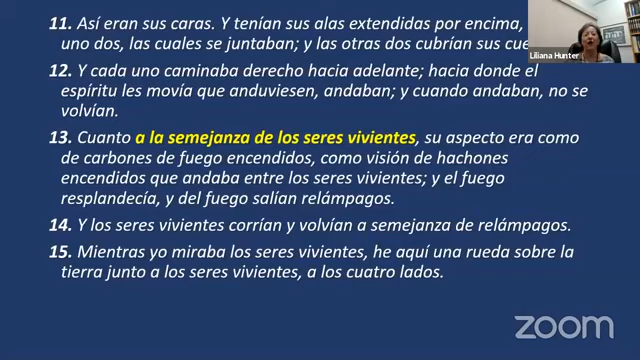 11. Así eran sus caras. Y tenían sus alas extendidas por encima,
uno dos, las cuales se juntaban; y las otras dos cubrían sus
Liliana Hunter
12. Y cada uno caminaba derecho hacia adelante; hacia donde el
espíritu les movía que anduviesen, andaban; y cuando andaban, no se
volvían.
13. Cuanto a la semejanza de los seres vivientes, su aspecto era como
de carbones de fuego encendidos, como visión de hachones
encendidos que andaba entre los seres vivientes; y el fuego
resplandecía, y del fuego salían relámpagos.
14. Y los seres vivientes corrían y volvían a semejanza de relámpagos.
15. Mientras yo miraba los seres vivientes, he aquí una rueda sobre la
tierra junto a los seres vivientes, a los cuatro lados.
zoom